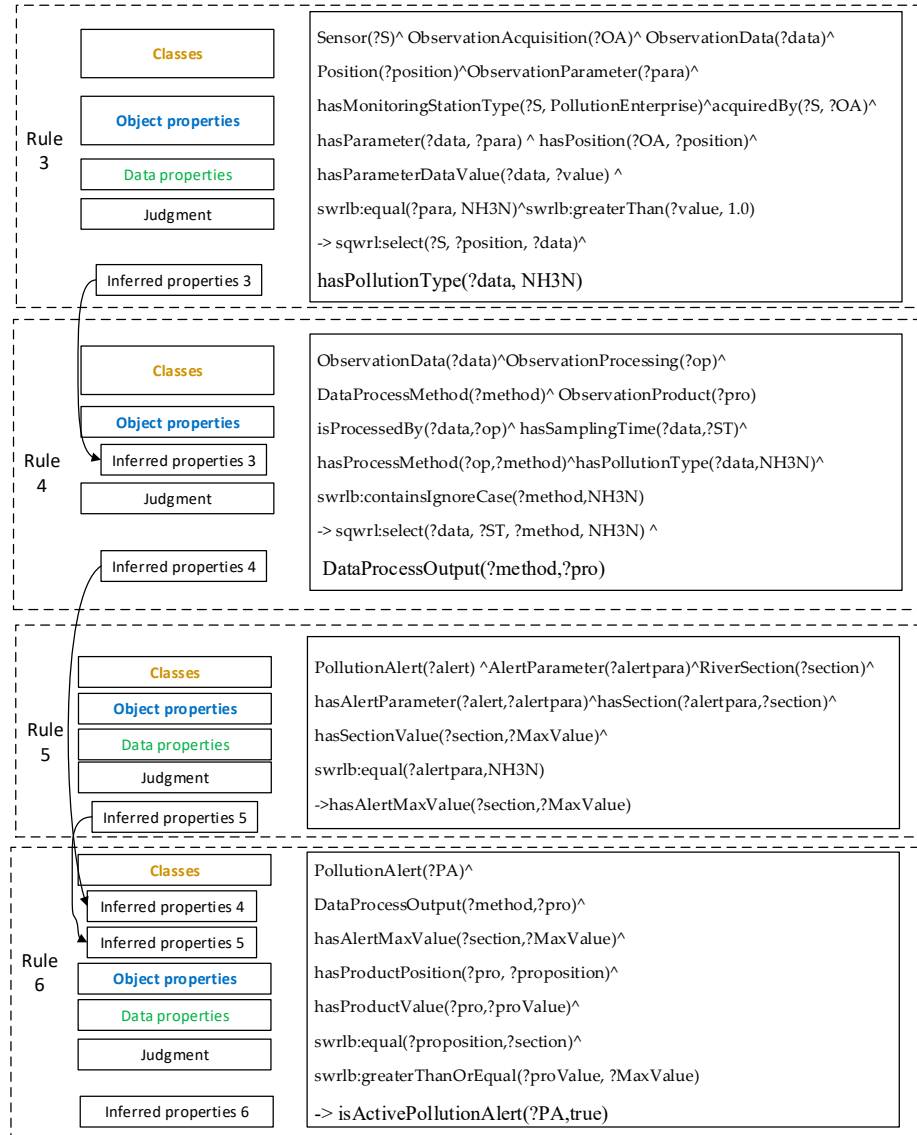 Rule
3
Classes
Object properties
Data properties
Judgment
Inferred properties 3
Sensor(?S)^ ObservationAcquisition(?OA)^ ObservationData(?data)^
Position(?position)^ObservationParameter(?para)^
hasMonitoringStationType(?S, PollutionEnterprise)^acquiredBy(?S, ?OA)^
hasParameter(?data, ?para) ^ hasPosition(?OA, ?position)^
hasParameterDataValue(?data, ?value) ^
swrlb:equal(?para, NH3N)^swrlb:greaterThan(?value, 1.0)
-> sqwrl:select(?S, ?position, ?data)^
hasPollutionType(?data, NH3N)
Rule
4
Classes
Object properties
Inferred properties 3
Judgment
Inferred properties 4
ObservationData(?data)^ObservationProcessing(?op)^
DataProcessMethod(?method)^ ObservationProduct(?pro)
isProcessedBy(?data,?op)^ hasSamplingTime(?data,?ST)^
hasProcessMethod(?op,?method)^hasPollutionType(?data,NH3N)^
swrlb:containsIgnoreCase(?method,NH3N)
-> sqwrl:select(?data, ?ST, ?method, NH3N) ^
DataProcessOutput(?method,?pro)
Rule
5
Classes
Object properties
Data properties
Judgment
Inferred properties 5
PollutionAlert(?alert) ^AlertParameter(?alertpara)^RiverSection(?section)^
hasAlertParameter(?alert,?alertpara)^hasSection(?alertpara,?section)^
hasSectionValue(?section,?MaxValue)^
swrlb:equal(?alertpara,NH3N)
->hasAlertMaxValue(?section,?MaxValue)
Rule
6
Classes
Inferred properties 4
Inferred properties 5
Object properties
Data properties
Judgment
Inferred properties 6
PollutionAlert(?PA)^
DataProcessOutput(?method,?pro)^
hasAlertMaxValue(?section,?MaxValue)^
hasProductPosition(?pro, ?proposition)^
hasProductValue(?pro,?proValue)^
swrlb:equal(?proposition,?section)^
swrlb:greaterThanOrEqual(?proValue, ?MaxValue)
-> isActivePollutionAlert(?PA,true)